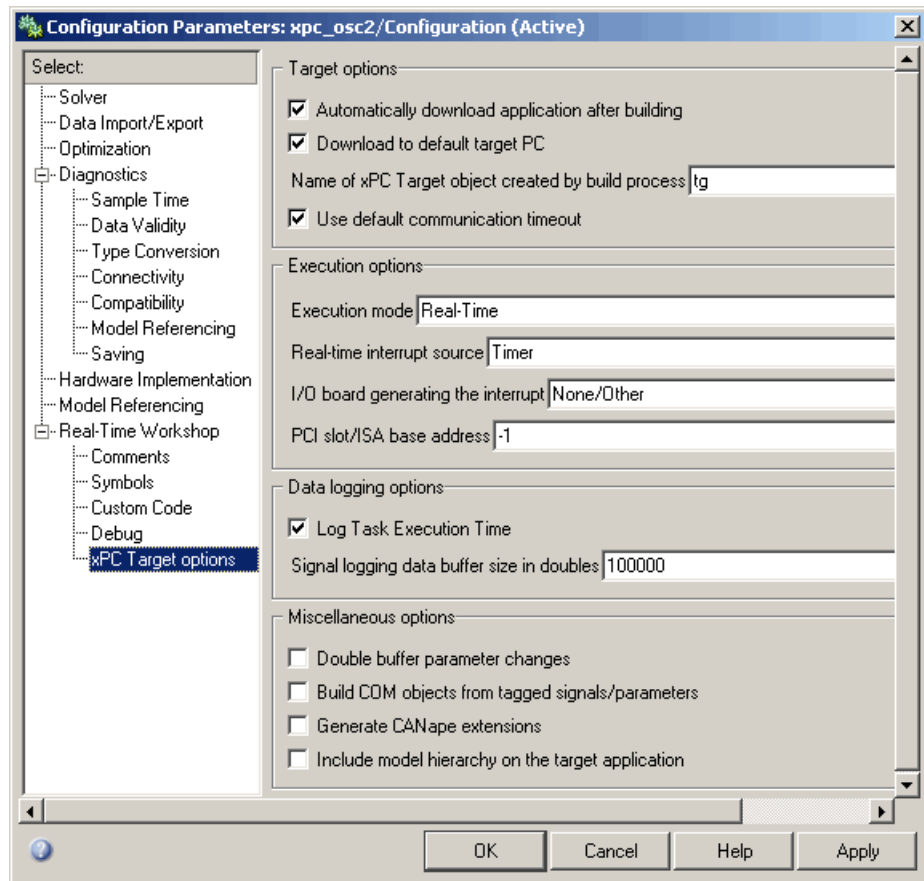 Configuration Parameters: xpc_osc2/Configuration (Active)
Select:
Solver
Data Import/Export
Optimization
Diagnostics
Sample Time
Data Validity
Type Conversion
Connectivity
Compatibility
Model Referencing
Saving
Hardware Implementation
Model Referencing
Real-Time Workshop
Comments
Symbols
Custom Code
Debug
xPC Target options
Target options
Automatically download application after building
Download to default target PC
Name of xPC Target object created by build process tg
Use default communication timeout
Execution options
Execution mode Real-Time
Real-time interrupt source Timer
I/O board generating the interrupt None/Other
PCI slot/ISA base address -1
Data logging options
Log Task Execution Time
Signal logging data buffer size in doubles 100000
Miscellaneous options
Double buffer parameter changes
Build COM objects from tagged signals/parameters
Generate CANape extensions
Include model hierarchy on the target application
OK Cancel Help Apply